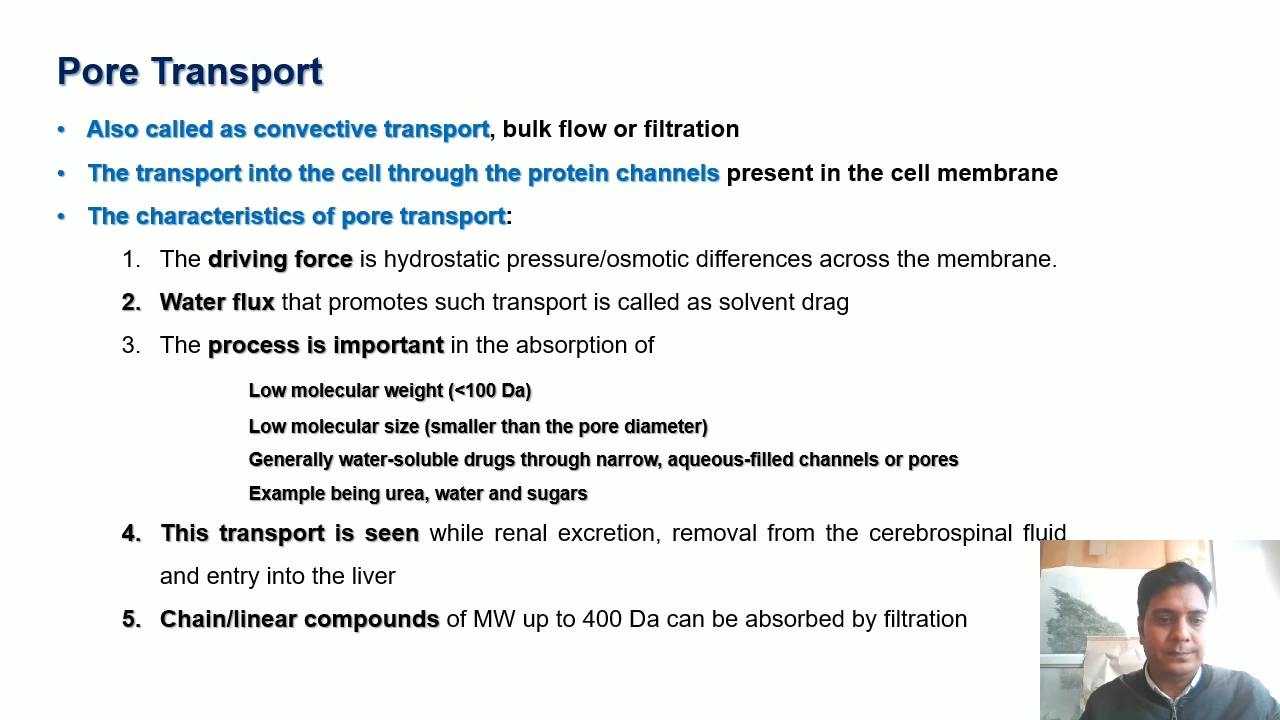 Pore Transport
• Also called as convective transport, bulk flow or filtration
• The transport into the cell through the protein channels present in the cell membrane
• The characteristics of pore transport:
1. The driving force is hydrostatic pressure/osmotic differences across the membrane.
2. Water flux that promotes such transport is called as solvent drag
3. The process is important in the absorption of
Low molecular weight (<100 Da)
Low molecular size (smaller than the pore diameter)
Generally water-soluble drugs through narrow, aqueous-filled channels or pores
Example being urea, water and sugars
4. This transport is seen while renal excretion, removal from the cerebrospinal fluid
and entry into the liver
5. Chain/linear compounds of MW up to 400 Da can be absorbed by filtration